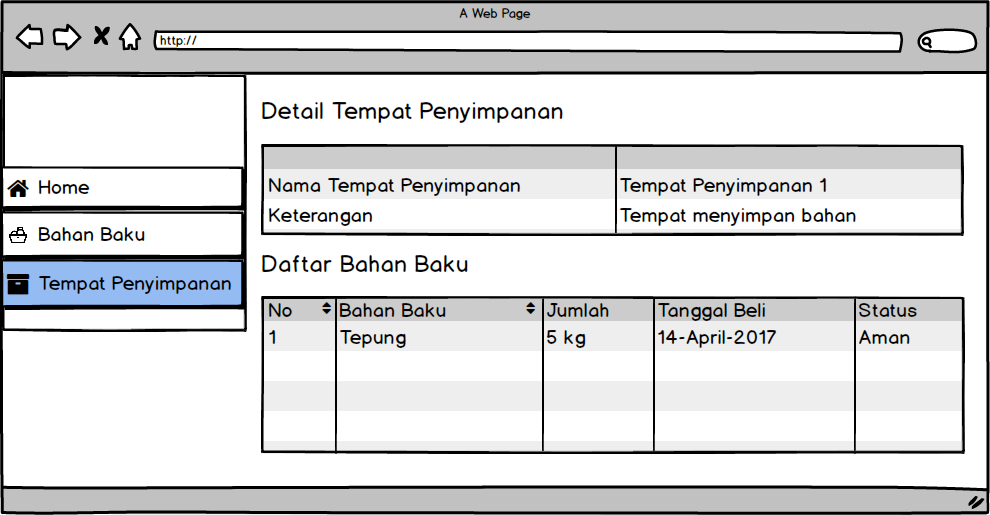 A Web Page
http://
Home
Bahan Baku
Tempat Penyimpanan
Detail Tempat Penyimpanan
Nama Tempat Penyimpanan Tempat Penyimpanan 1
Keterangan Tempat menyimpan bahan
Daftar Bahan Baku
No Bahan Baku Jumlah Tanggal Beli Status
1 Tepung 5 kg 14-April-2017 Aman